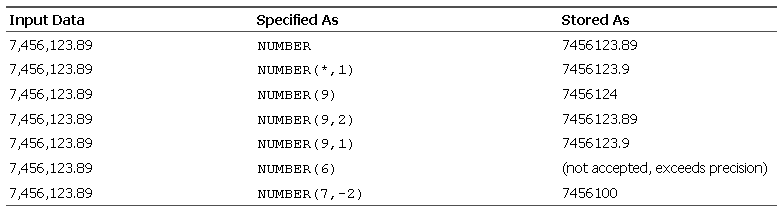 Input Data Specified As Stored As
7,456,123.89 NUMBER 7456123.89
7,456,123.89 NUMBER(*,1) 7456123.9
7,456,123.89 NUMBER(9) 7456124
7,456,123.89 NUMBER(9,2) 7456123.89
7,456,123.89 NUMBER(9,1) 7456123.9
7,456,123.89 NUMBER(6) (not accepted, exceeds precision)
7,456,123.89 NUMBER(7,-2) 7456100